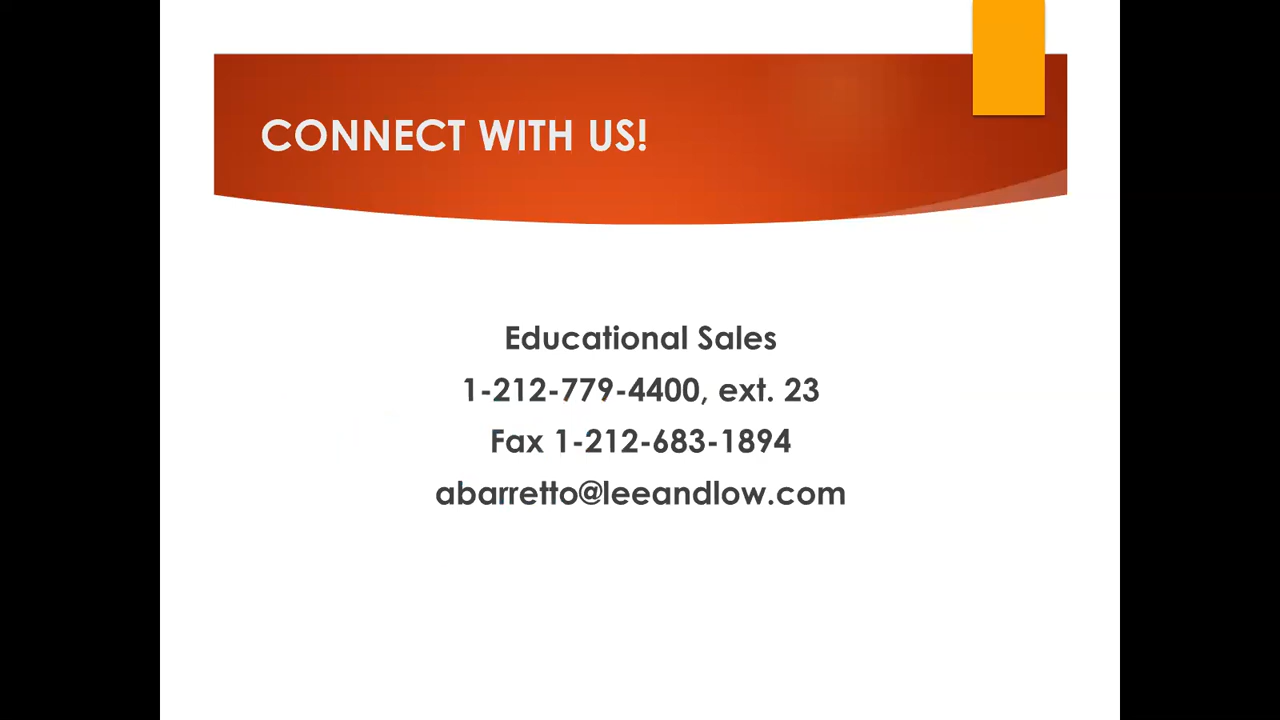 CONNECT WITH US!
Educational Sales
1-212-779-4400, ext. 23
Fax 1-212-683-1894
abarretto@leeandlow.com